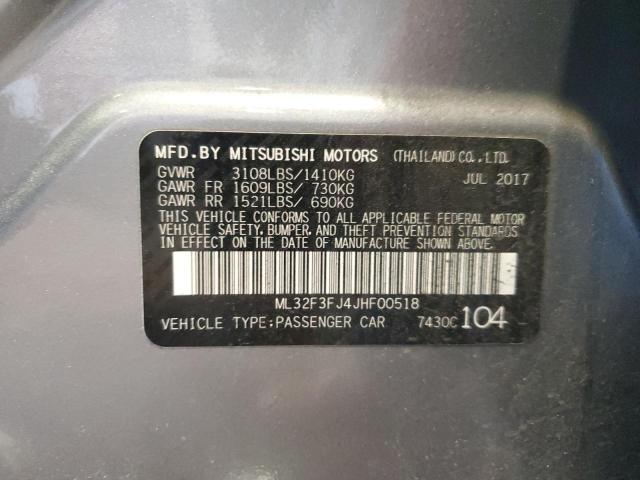 MFD.BY MITSUBISHI MOTORS (THAILAND) CO.,LTD.
GVWR 3108LBS/1410KG JUL 2017
GAWR FR 1609LBS/ 730KG
GAWR RR 1521LBS/ 690KG
THIS VEHICLE CONFORMS TO ALL APPLICABLE FEDERAL MOTOR
VEHICLE SAFETY, BUMPER, AND THEFT PREVENTION STANDARDS
IN EFFECT ON THE DATE OF MANUFACTURE SHOWN ABOVE.
ML32F3FJ4JHF00518
VEHICLE TYPE:PASSENGER CAR 7430C 104